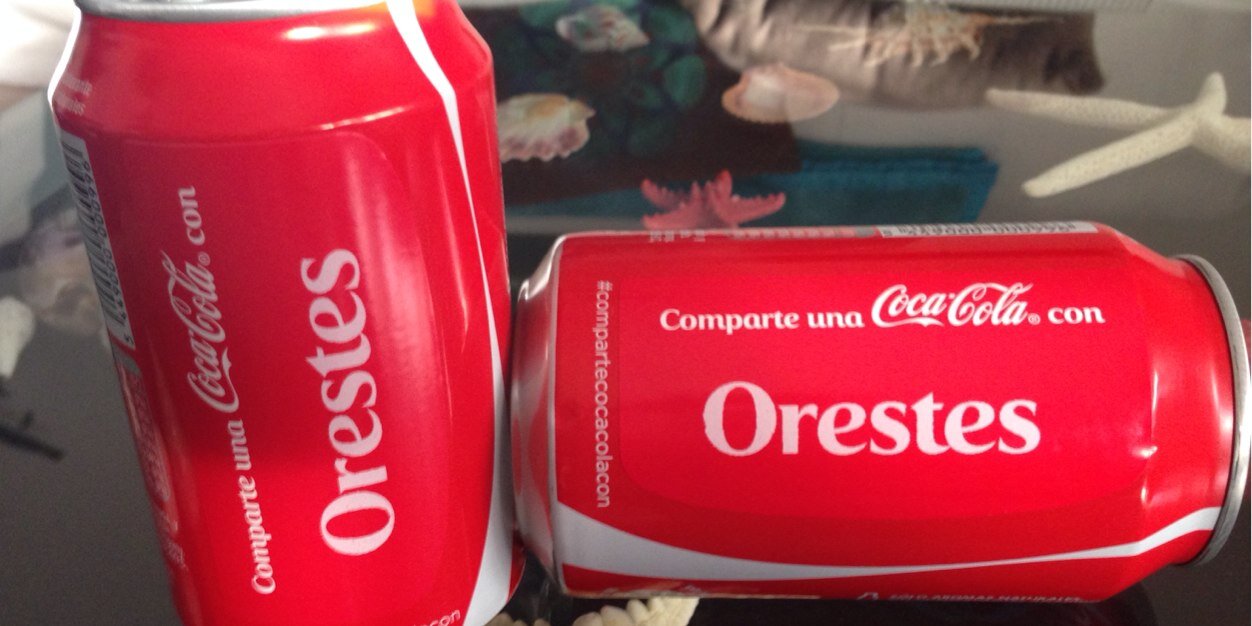 Comparte una Coca-Cola® con
Orestes
Comparte una Coca-Cola® con
Orestes
#compartecocacolacon